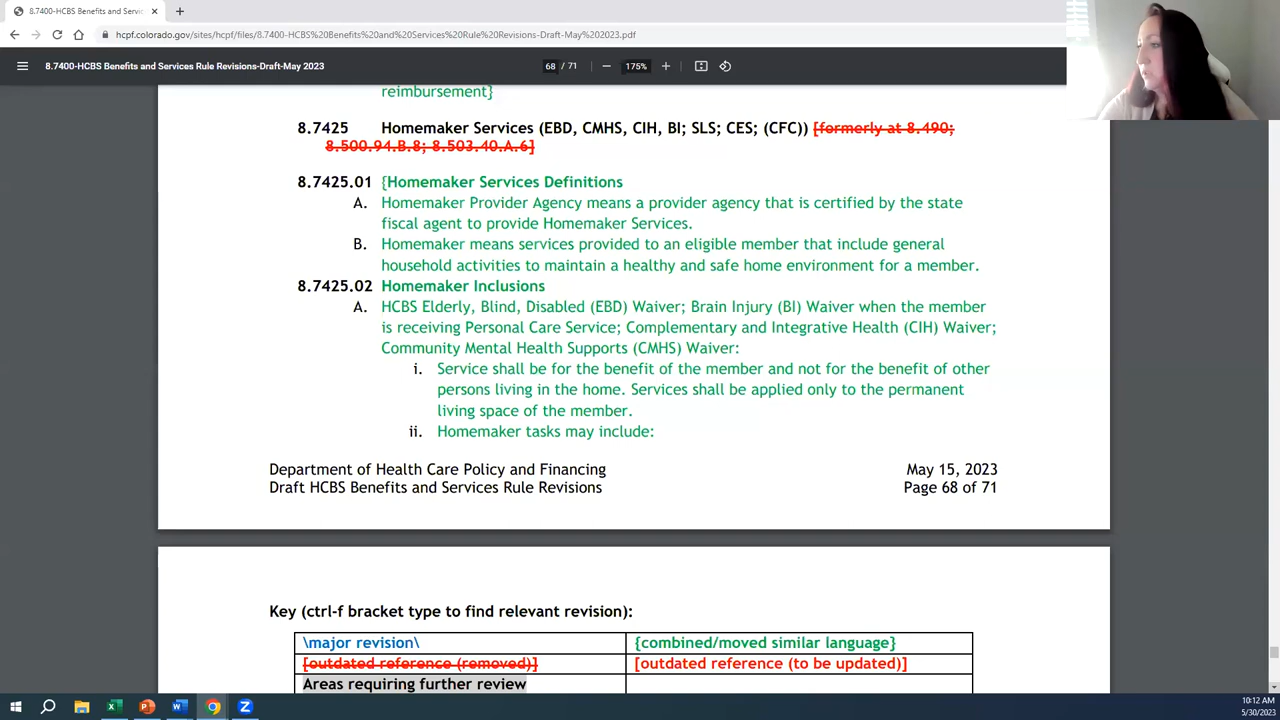 8.7400-HCBS Benefits and Servic
hcpf.colorado.gov/sites/hcpf/files/8.7400-HCBS%20Benefits%20and%20Services%20Rule%20Revisions-Draft-May%202023.pdf
8.7400-HCBS Benefits and Services Rule Revisions-Draft-May 2023
68 / 71
175%
reimbursement}
8.7425 Homemaker Services (EBD, CMHS, CIH, BI; SLS; CES; (CFC)) [formerly at 8.490;
8.500.94.B.8; 8.503.40.A.6]
8.7425.01 {Homemaker Services Definitions
A. Homemaker Provider Agency means a provider agency that is certified by the state
fiscal agent to provide Homemaker Services.
B. Homemaker means services provided to an eligible member that include general
household activities to maintain a healthy and safe home environment for a member.
8.7425.02 Homemaker Inclusions
A. HCBS Elderly, Blind, Disabled (EBD) Waiver; Brain Injury (BI) Waiver when the member
is receiving Personal Care Service; Complementary and Integrative Health (CIH) Waiver;
Community Mental Health Supports (CMHS) Waiver:
i. Service shall be for the benefit of the member and not for the benefit of other
persons living in the home. Services shall be applied only to the permanent
living space of the member.
ii. Homemaker tasks may include:
Department of Health Care Policy and Financing May 15, 2023
Draft HCBS Benefits and Services Rule Revisions Page 68 of 71
Key (ctrl-f bracket type to find relevant revision):
\major revision\ {combined/moved similar language}
[outdated reference (removed)] [outdated reference (to be updated)]
Areas requiring further review
10:12 AM
5/30/2023